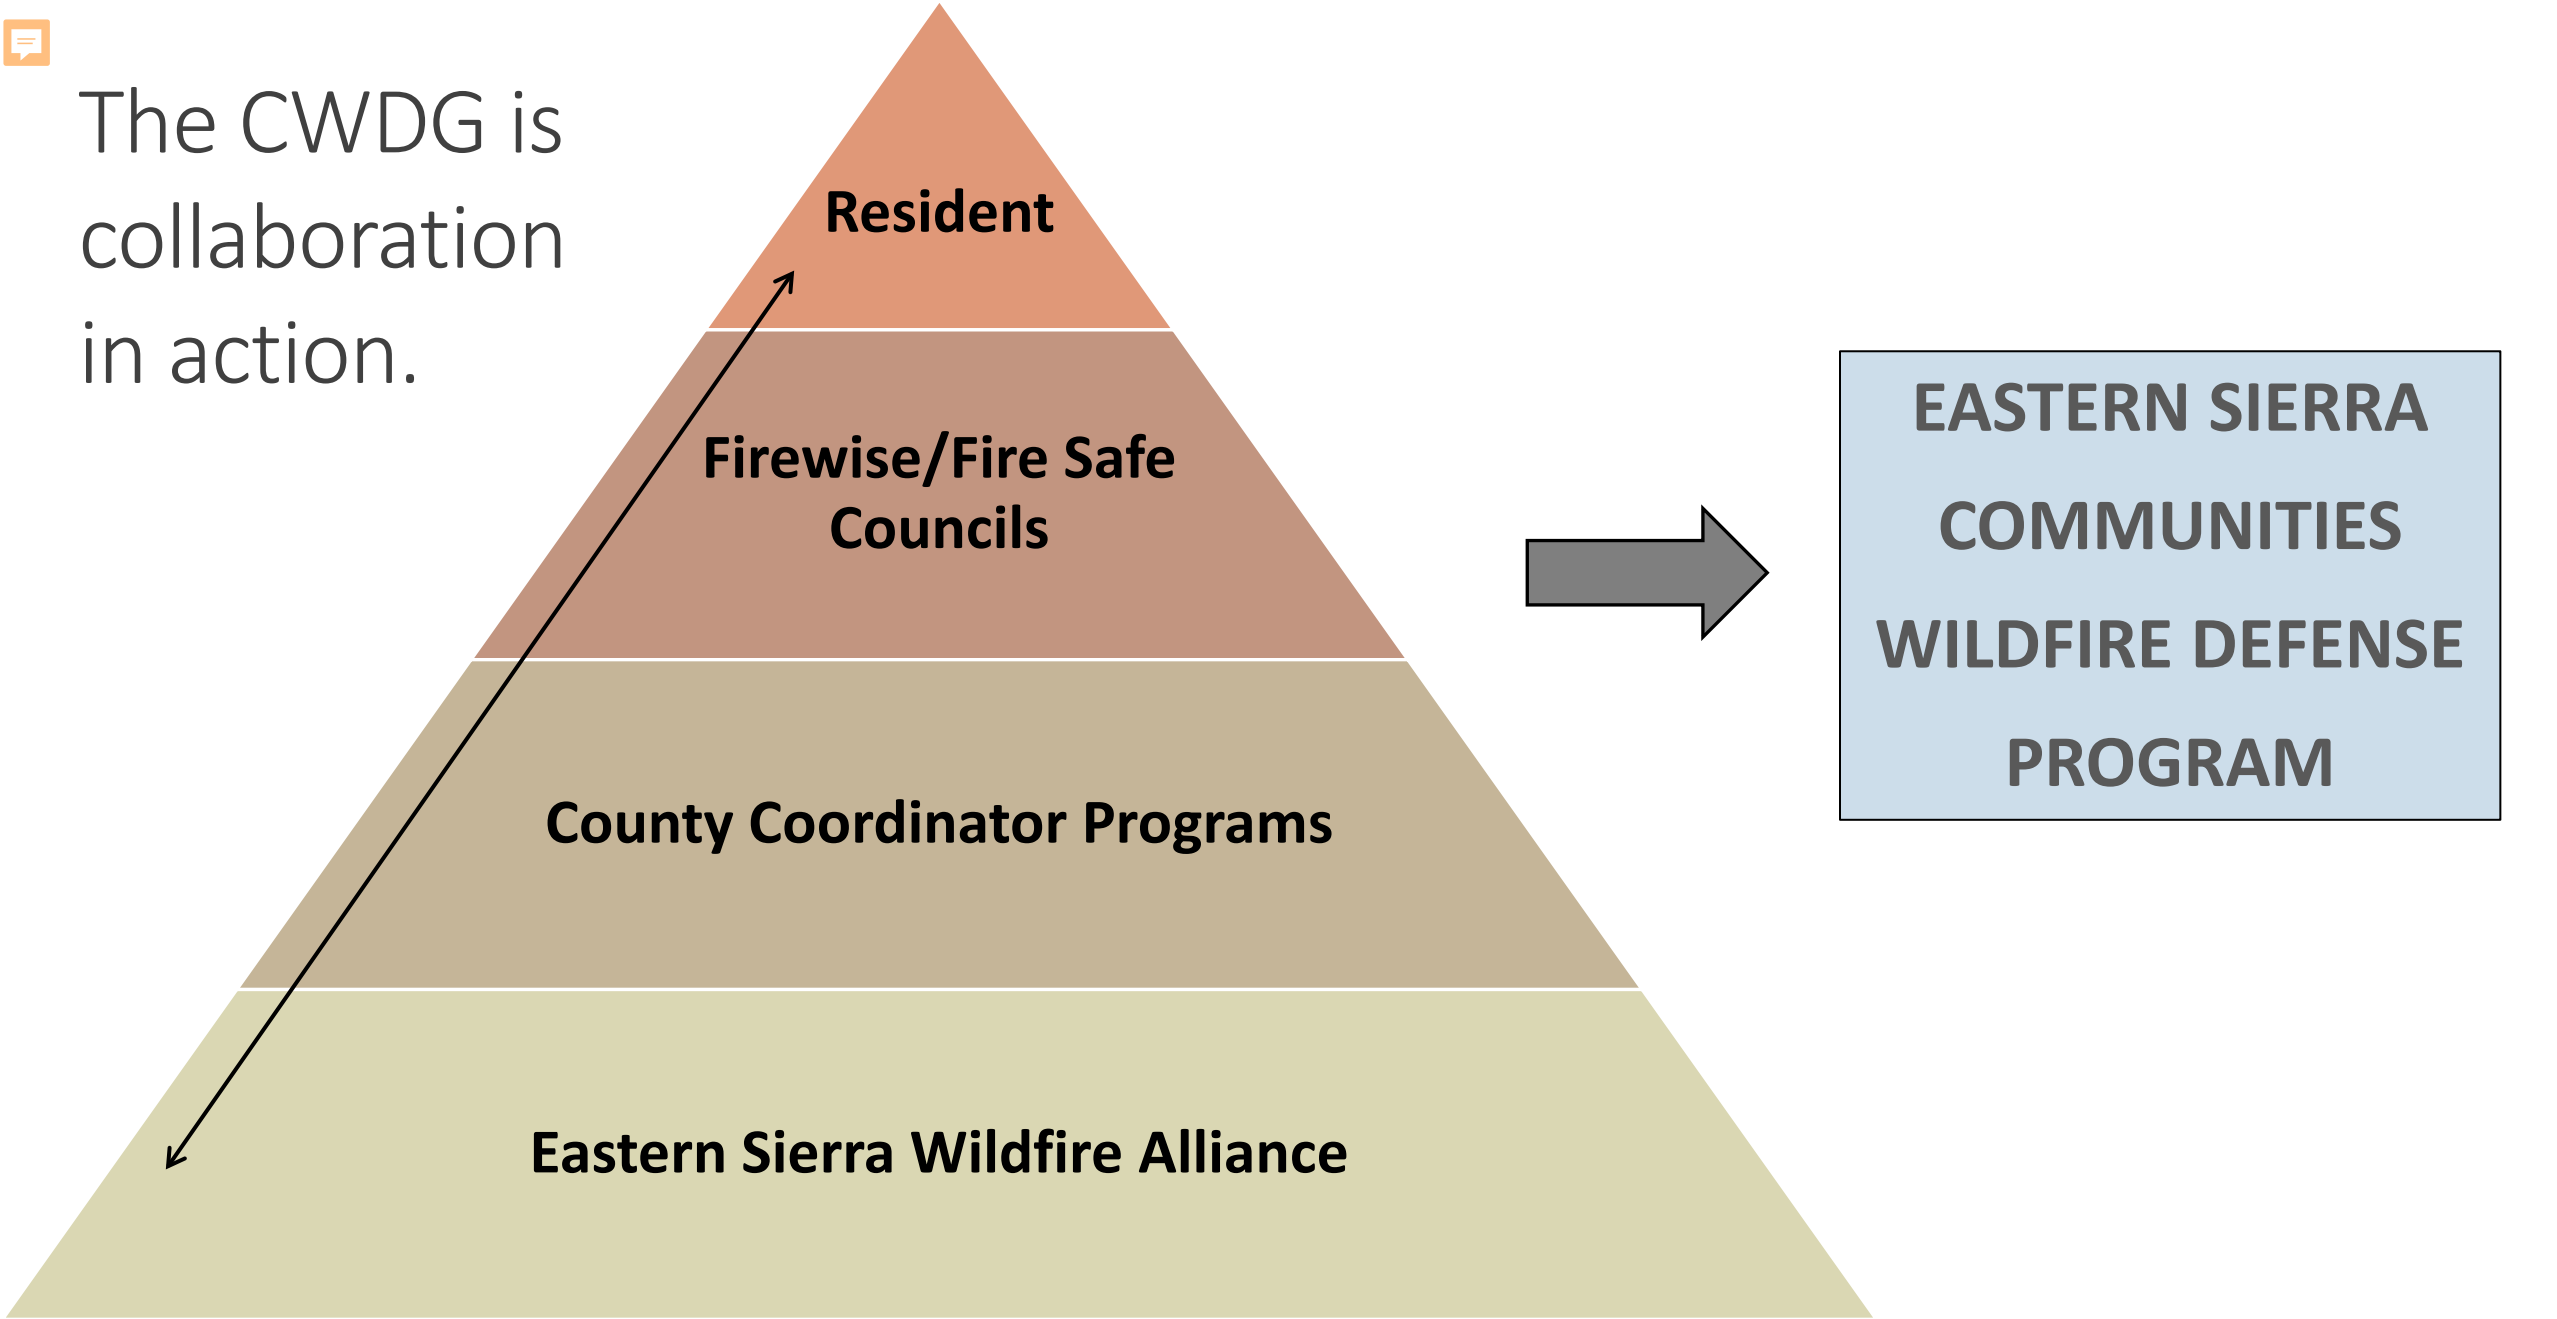 The CWDG is
collaboration
in action.
Resident
Firewise/Fire Safe
Councils
County Coordinator Programs
Eastern Sierra Wildfire Alliance
EASTERN SIERRA
COMMUNITIES
WILDFIRE DEFENSE
PROGRAM